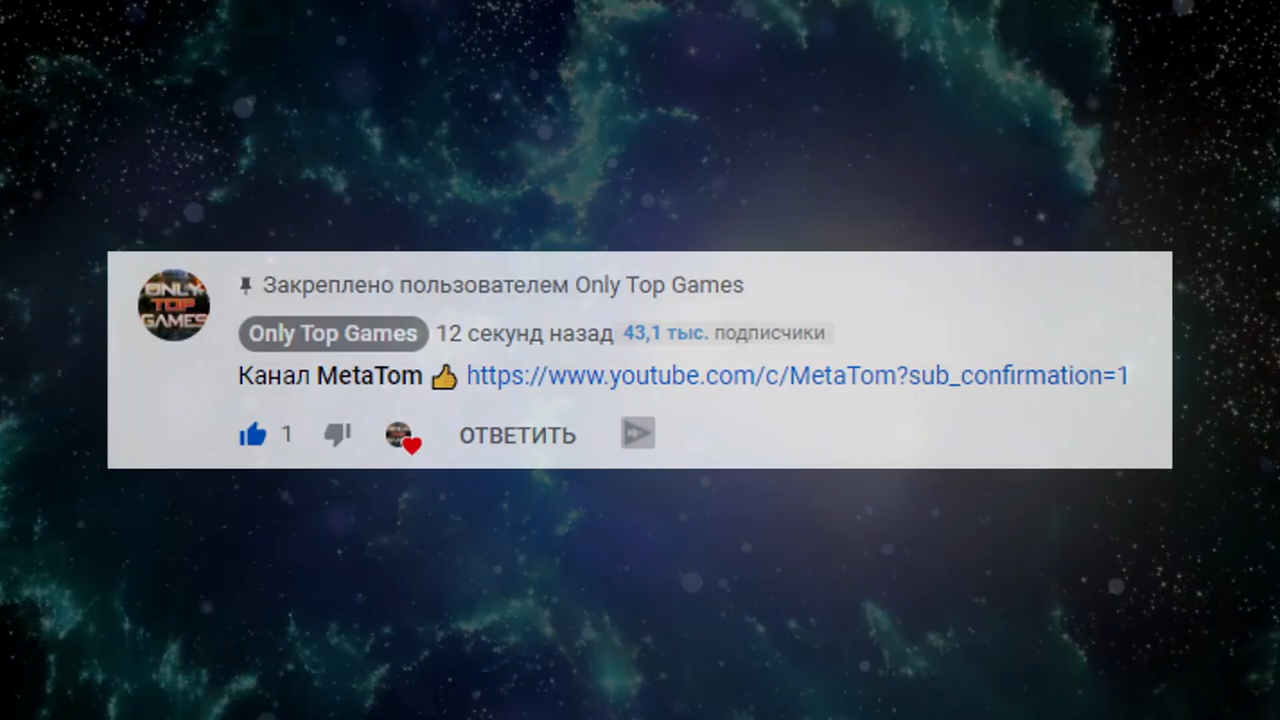 ONLY
TOP
GAMES
Закреплено пользователем Only Top Games
Only Top Games 12 секунд назад 43,1 тыс. подписчики
Канал MetaTom 👍 https://www.youtube.com/c/MetaTom?sub_confirmation=1
1 ОТВЕТИТЬ